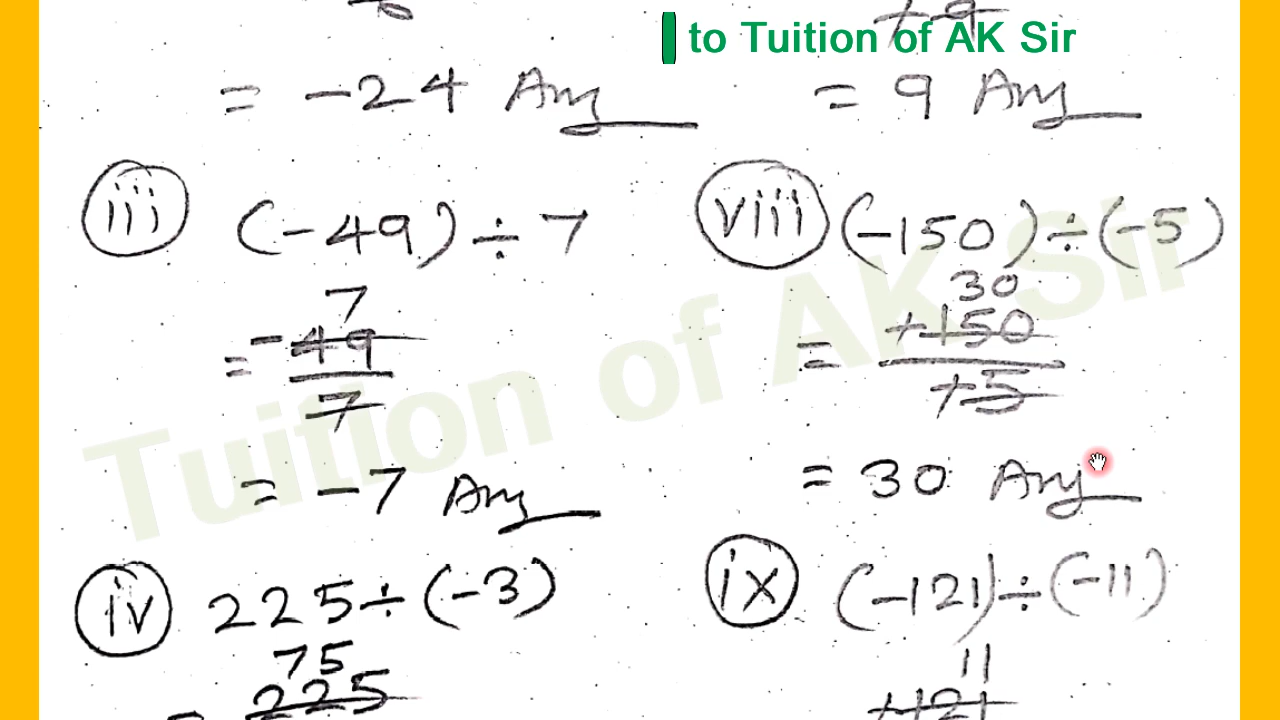 to Tuition of AK Sir
= -24 Ans
= 9 Ans
iii (-49) ÷ 7
7
= -49
7
= -7 Ans
iv 225 ÷ (-3)
75
225
viii (-150) ÷ (-5)
30
= +150
+5
= 30 Ans
ix (-121) ÷ (-11)
11
+121
Tuition of AK Sir